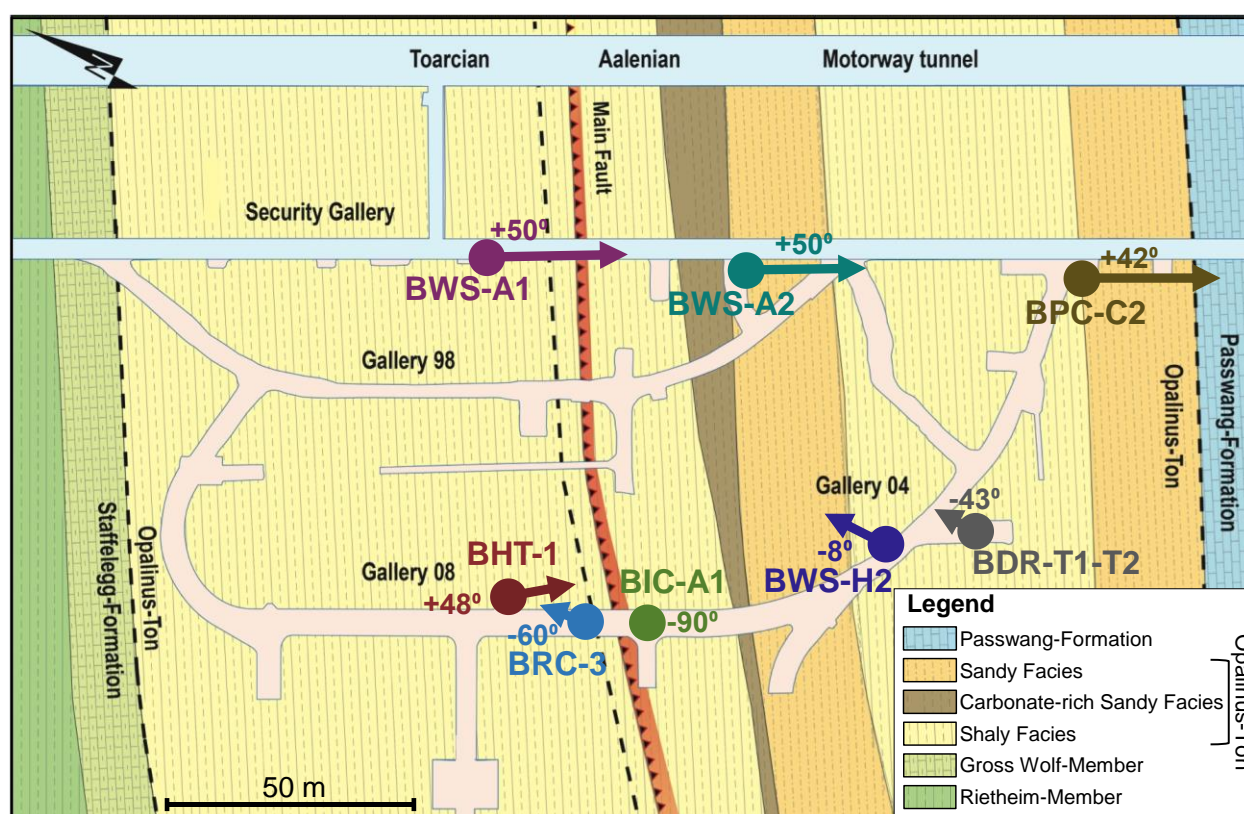 N
Toarcian
Aalenian
Motorway tunnel
Main Fault
Security Gallery
+50º
BWS-A1
+50º
BWS-A2
+42º
BPC-C2
Gallery 98
Passwang-Formation
Opalinus-Ton
Staffelegg-Formation
Opalinus-Ton
Gallery 04
-43º
BDR-T1-T2
-8º
BWS-H2
BHT-1
Gallery 08
+48º
BIC-A1
-90º
-60º
BRC-3
50 m
Legend
Passwang-Formation
Sandy Facies
Carbonate-rich Sandy Facies
Shaly Facies
Gross Wolf-Member
Rietheim-Member
Opalinus-Ton